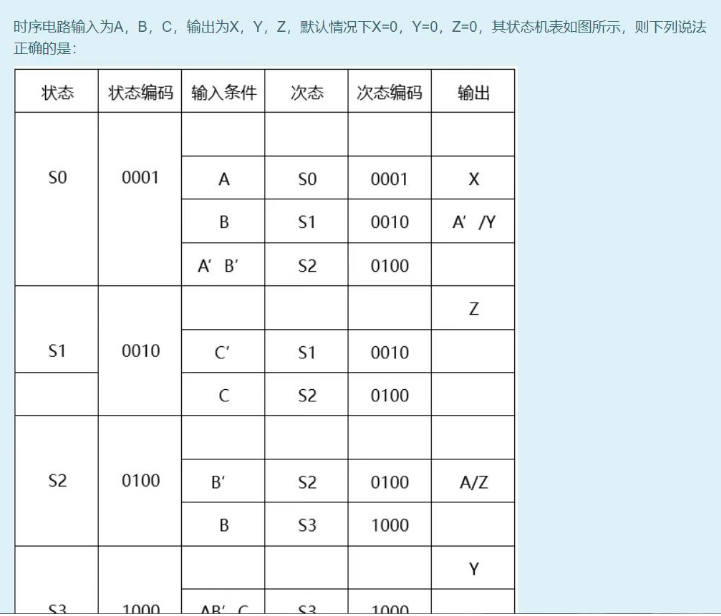 时序电路输入为A，B，C，输出为X，Y，Z，默认情况下X=0，Y=0，Z=0，其状态机表如图所示，则下列说法
正确的是：
状态 状态编码 输入条件 次态 次态编码 输出
S0 0001
A S0 0001 X
B S1 0010 A′ /Y
A′ B′ S2 0100
Z
S1 0010 C′ S1 0010
C S2 0100
S2 0100 B′ S2 0100 A/Z
B S3 1000
Y
S3 1000 AB′ C S3 1000